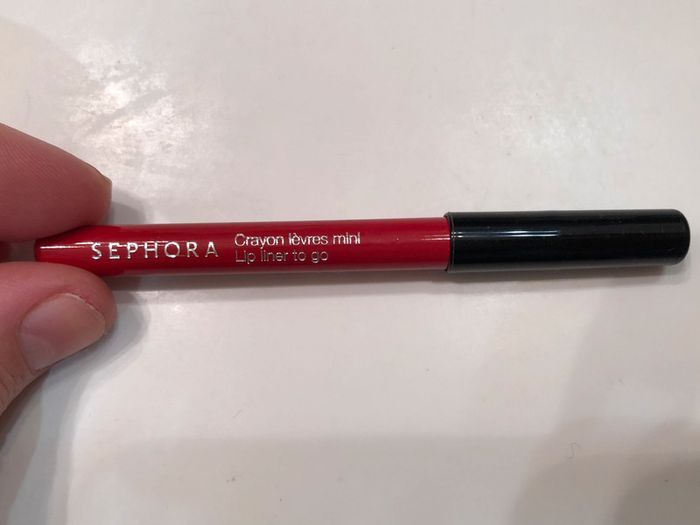 SEPHORA
Crayon lèvres mini
Lip liner to go